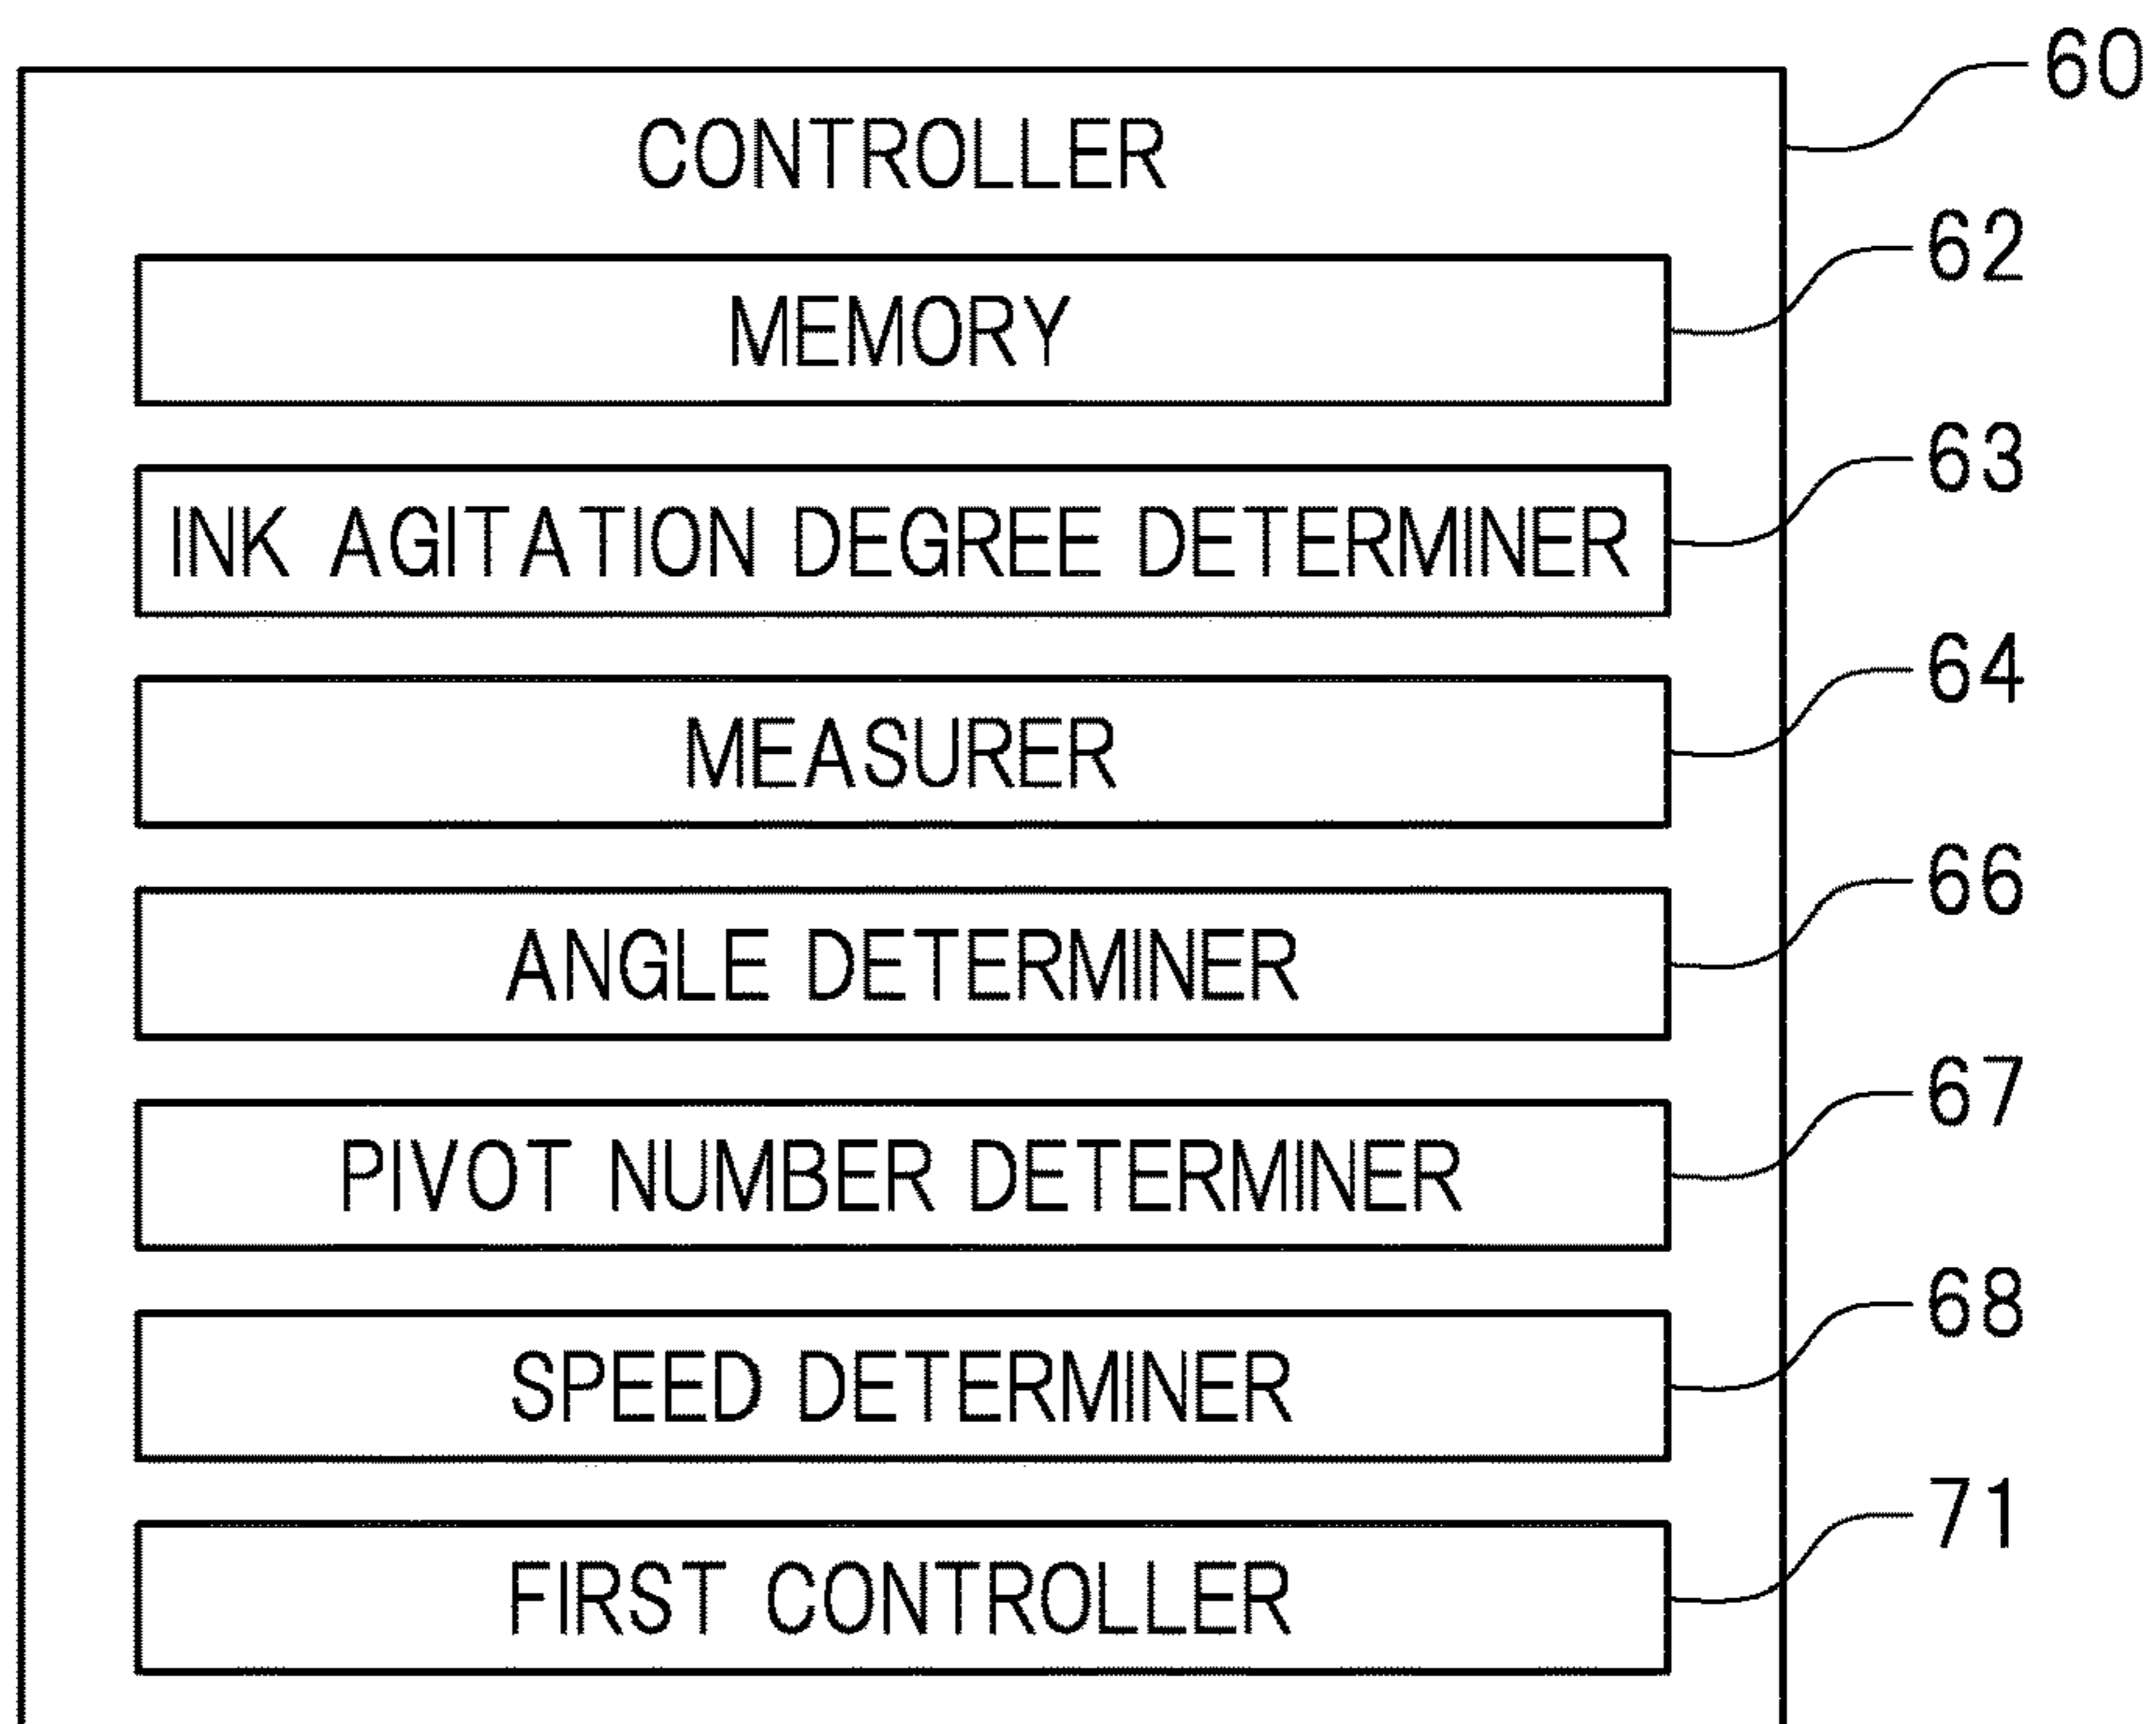 60
CONTROLLER
62
MEMORY
63
INK AGITATION DEGREE DETERMINER
64
MEASURER
66
ANGLE DETERMINER
67
PIVOT NUMBER DETERMINER
68
SPEED DETERMINER
71
FIRST CONTROLLER